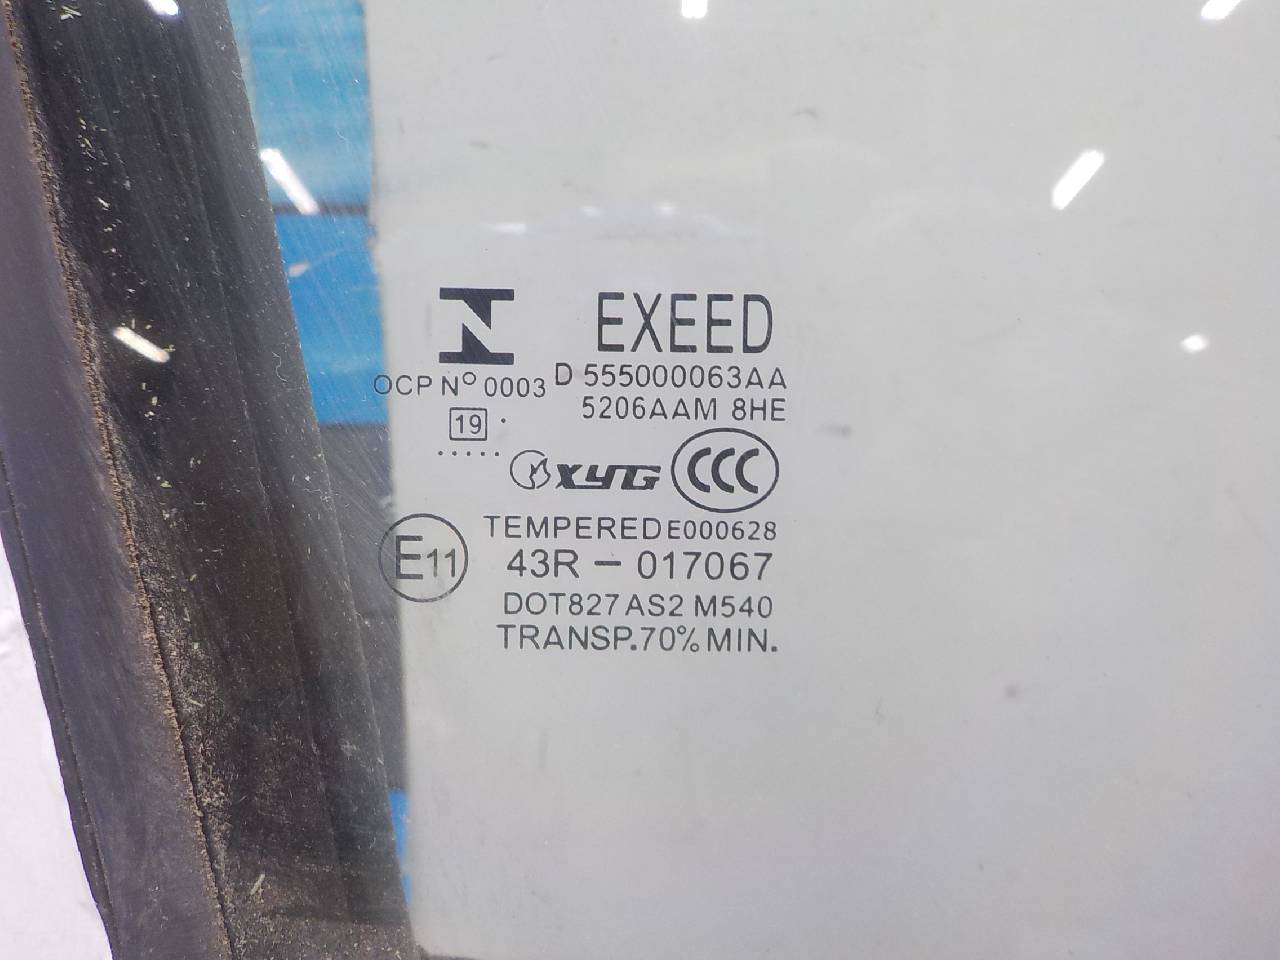 EXEED
OCP Nº 0003
D 555000063AA
5206AAM 8HE
19
XYG
CCC
TEMPERED E000628
E11
43R - 017067
DOT827 AS2 M540
TRANSP.70% MIN.